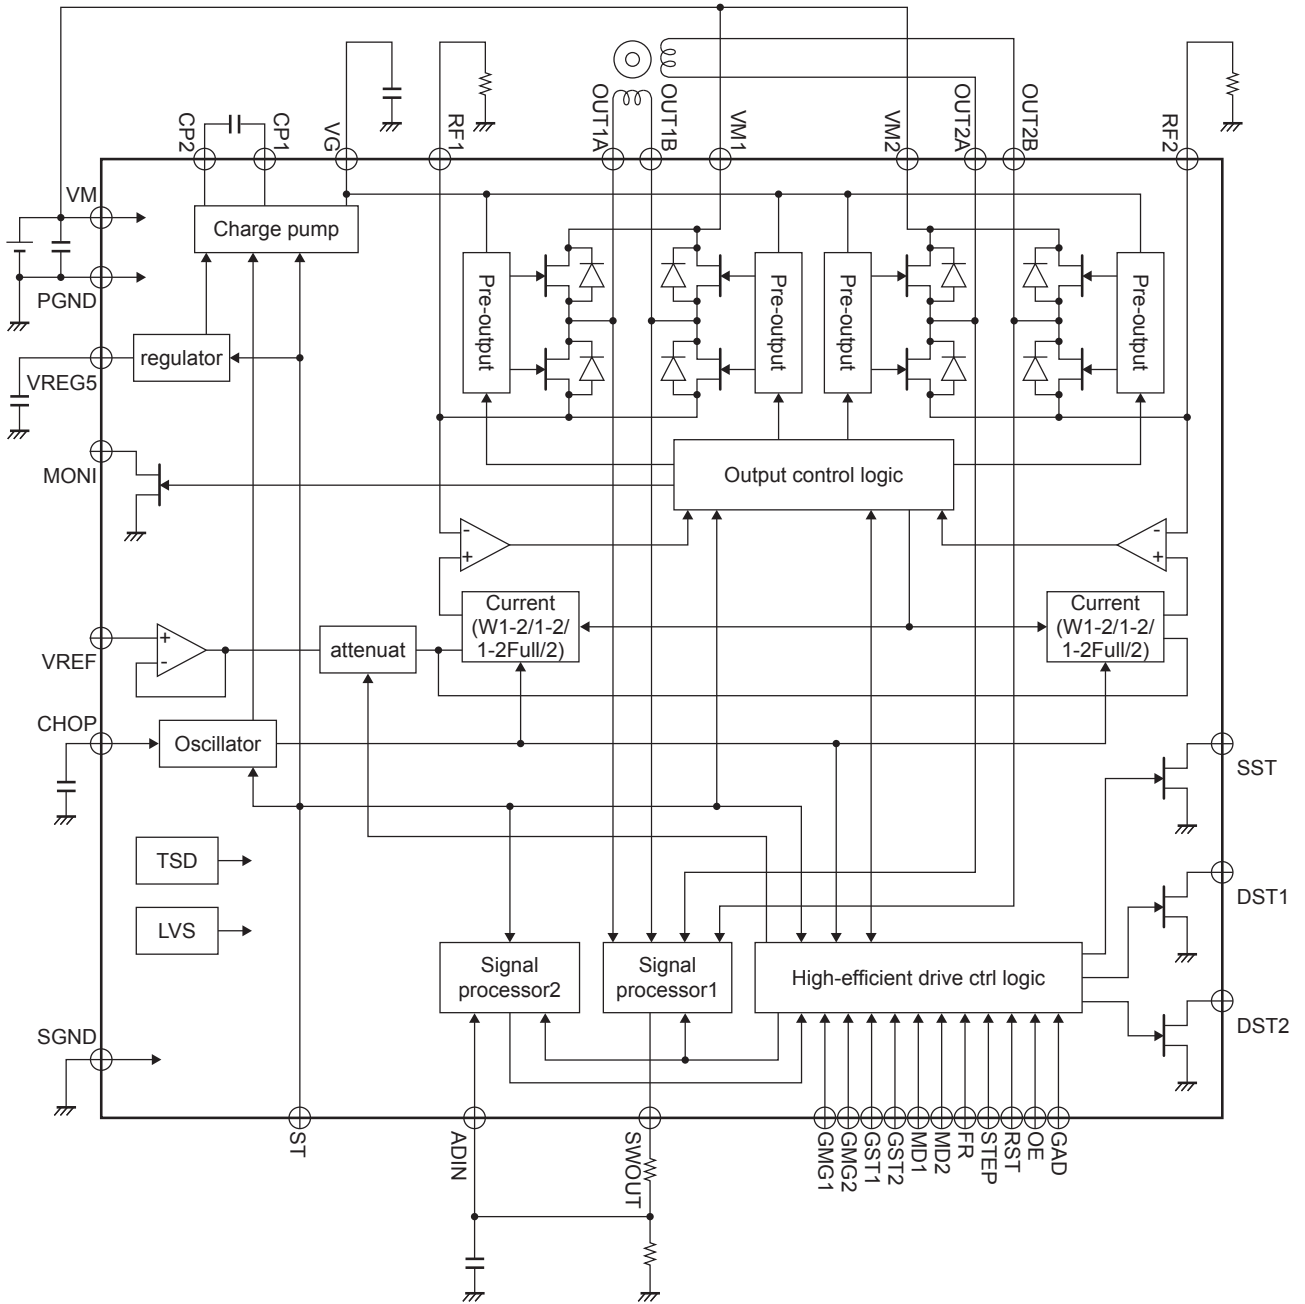 CP2
CP1
VG
RF1
OUT1A
OUT1B
VM1
VM2
OUT2A
OUT2B
RF2
VM
PGND
VREG5
MONI
VREF
CHOP
SGND
Charge pump
regulator
Pre-output
Pre-output
Pre-output
Pre-output
Output control logic
-
+
-
+
Current
(W1-2/1-2/
1-2Full/2)
Current
(W1-2/1-2/
1-2Full/2)
+
-
attenuat
Oscillator
TSD
LVS
Signal
processor2
Signal
processor1
High-efficient drive ctrl logic
SST
DST1
DST2
ST
ADIN
SWOUT
GMG1
GMG2
GST1
GST2
MD1
MD2
FR
STEP
RST
OE
GAD